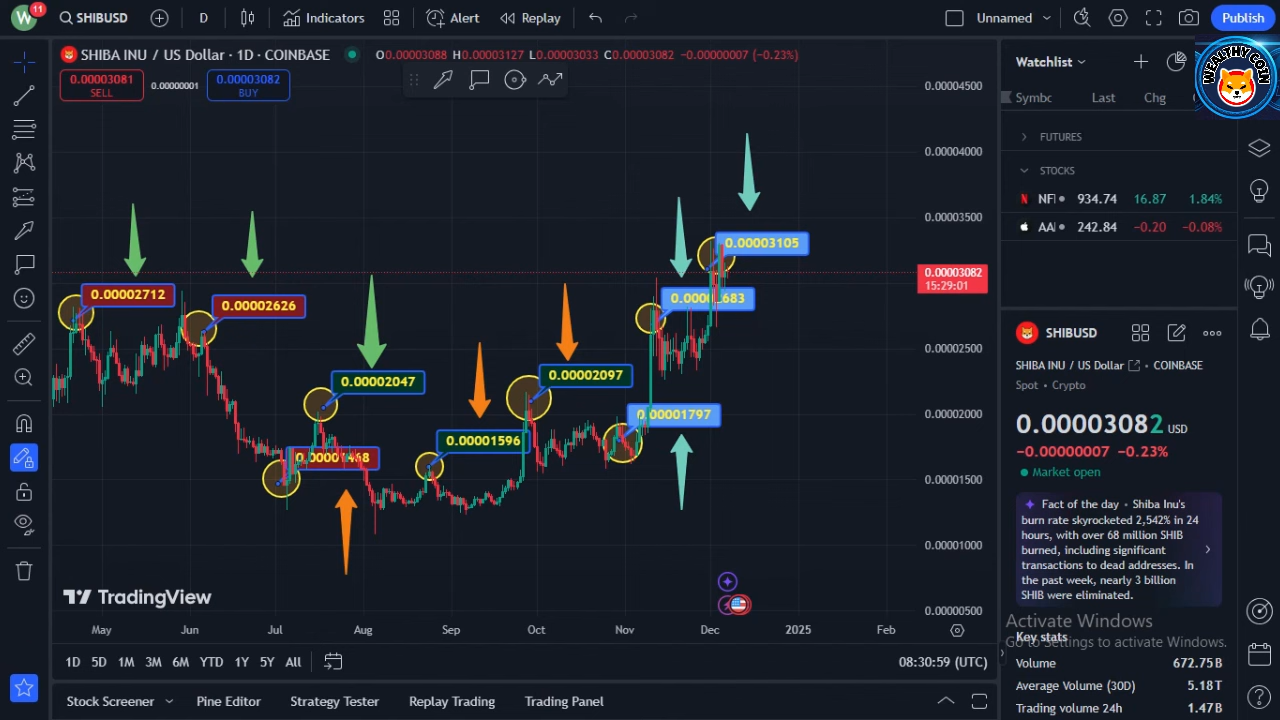 W 11 SHIBUSD D Indicators Alert Replay Unnamed Publish
SHIBA INU / US Dollar · 1D · COINBASE O0.00003088 H0.00003127 L0.00003033 C0.00003082 −0.00000007 (−0.23%)
0.00003081 SELL
0.00000001
0.00003082 BUY
0.00004500
0.00004000
0.00003500
0.00003082
15:29:01
0.00002500
0.00002000
0.00001500
0.00001000
0.00000500
0.00002712
0.00002626
0.00002047
0.00001596
0.00002097
0.00001797
0.00003105
TradingView
May Jun Jul Aug Sep Oct Nov Dec 2025 Feb
1D 5D 1M 3M 6M YTD 1Y 5Y All 08:30:59 (UTC)
Stock Screener Pine Editor Strategy Tester Replay Trading Trading Panel
WEALTHY COIN
Watchlist
Symbc Last Chg
FUTURES
STOCKS
NFI 934.74 16.87 1.84%
AAI 242.84 −0.20 −0.08%
SHIBUSD
SHIBA INU / US Dollar · COINBASE
Spot · Crypto
0.00003082 USD
−0.00000007 −0.23%
Market open
Fact of the day · Shiba Inu's
burn rate skyrocketed 2,542% in 24
hours, with over 68 million SHIB
burned, including significant
transactions to dead addresses. In
the past week, nearly 3 billion
SHIB were eliminated.
Activate Windows
Go to Settings to activate Windows.
Key stats
Volume 672.75B
Average Volume (30D) 5.18T
Trading volume 24h 1.47B